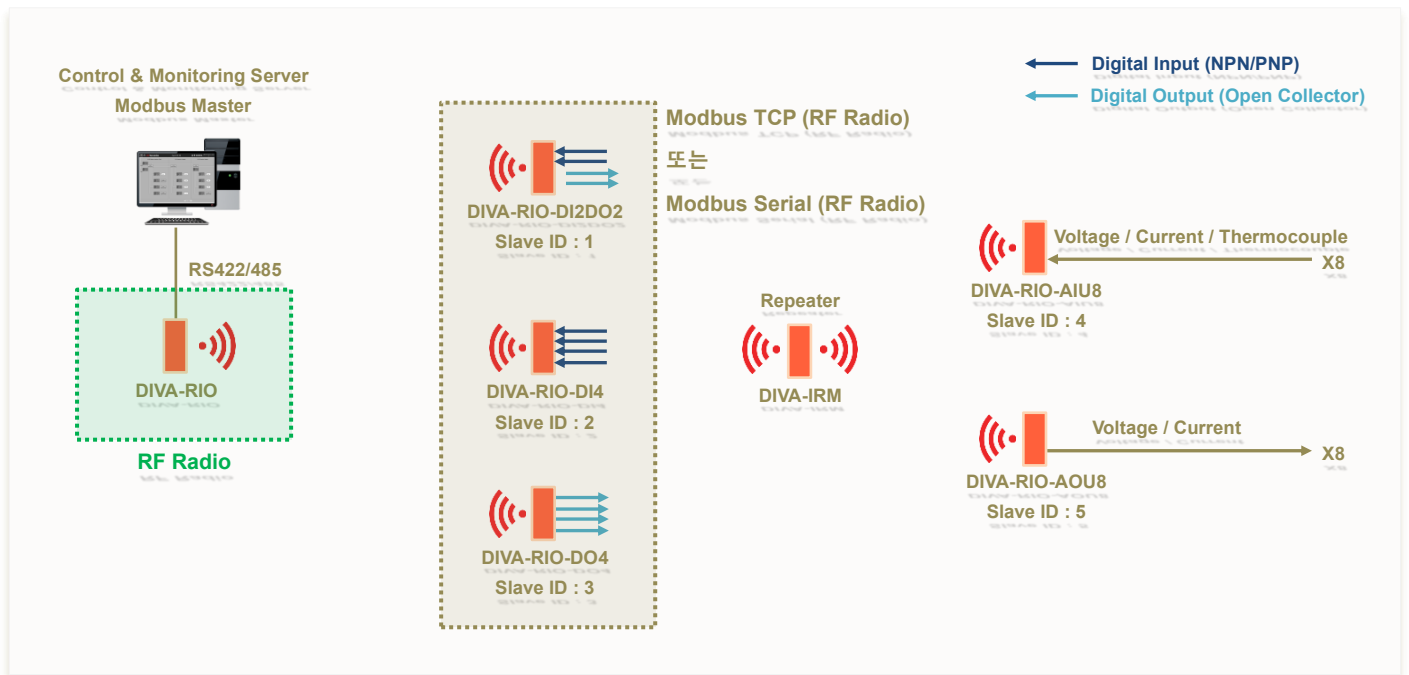 Control & Monitoring Server
Modbus Master
RS422/485
DIVA-RIO
RF Radio
DIVA-RIO-DI2DO2
Slave ID : 1
DIVA-RIO-DI4
Slave ID : 2
DIVA-RIO-DO4
Slave ID : 3
Modbus TCP (RF Radio)
또는
Modbus Serial (RF Radio)
Repeater
DIVA-IRM
Digital Input (NPN/PNP)
Digital Output (Open Collector)
Voltage / Current / Thermocouple
X8
DIVA-RIO-AIU8
Slave ID : 4
Voltage / Current
X8
DIVA-RIO-AOU8
Slave ID : 5